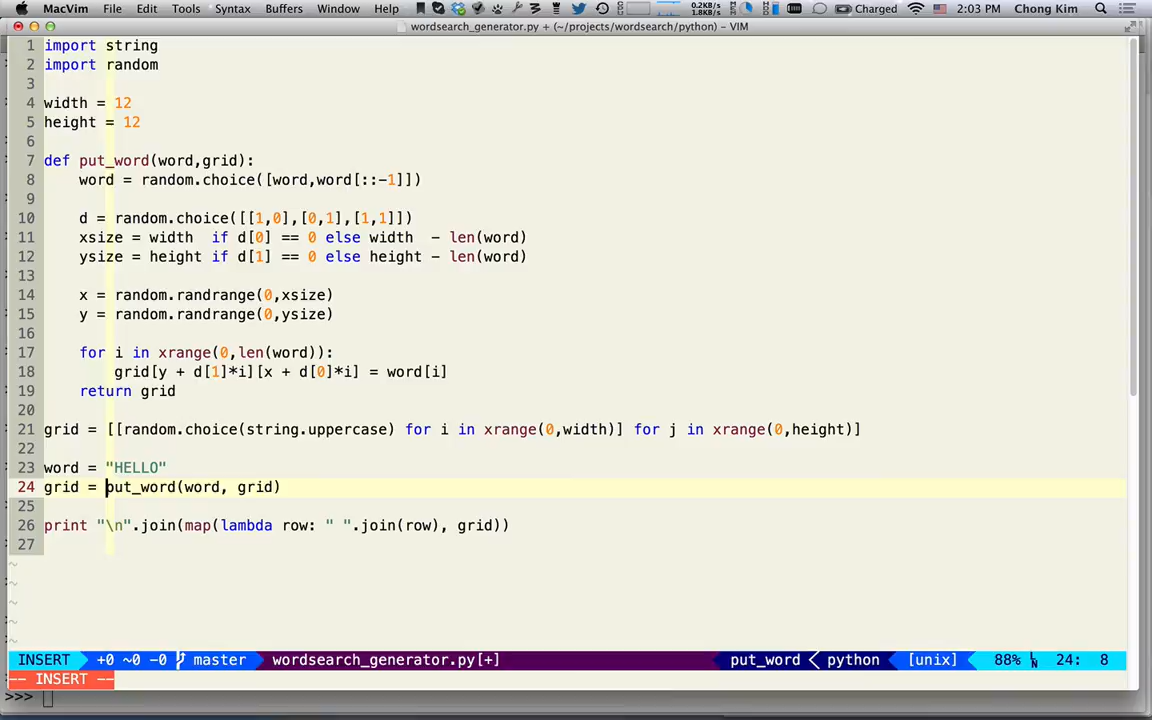 MacVim File Edit Tools Syntax Buffers Window Help 0.2KB/s 1.8KB/s Charged 2:03 PM Chong Kim
wordsearch_generator.py + (~/projects/wordsearch/python) – VIM
1 import string
2 import random
3
4 width = 12
5 height = 12
6
7 def put_word(word,grid):
8     word = random.choice([word,word[::-1]])
9
10     d = random.choice([[1,0],[0,1],[1,1]])
11     xsize = width  if d[0] == 0 else width  - len(word)
12     ysize = height if d[1] == 0 else height - len(word)
13
14     x = random.randrange(0,xsize)
15     y = random.randrange(0,ysize)
16
17     for i in xrange(0,len(word)):
18         grid[y + d[1]*i][x + d[0]*i] = word[i]
19     return grid
20
21 grid = [[random.choice(string.uppercase) for i in xrange(0,width)] for j in xrange(0,height)]
22
23 word = "HELLO"
24 grid = put_word(word, grid)
25
26 print "\n".join(map(lambda row: " ".join(row), grid))
27
~
~
~
~
~
INSERT +0 ~0 -0 master wordsearch_generator.py[+] put_word < python [unix] 88% 24: 8
-- INSERT --
>>>